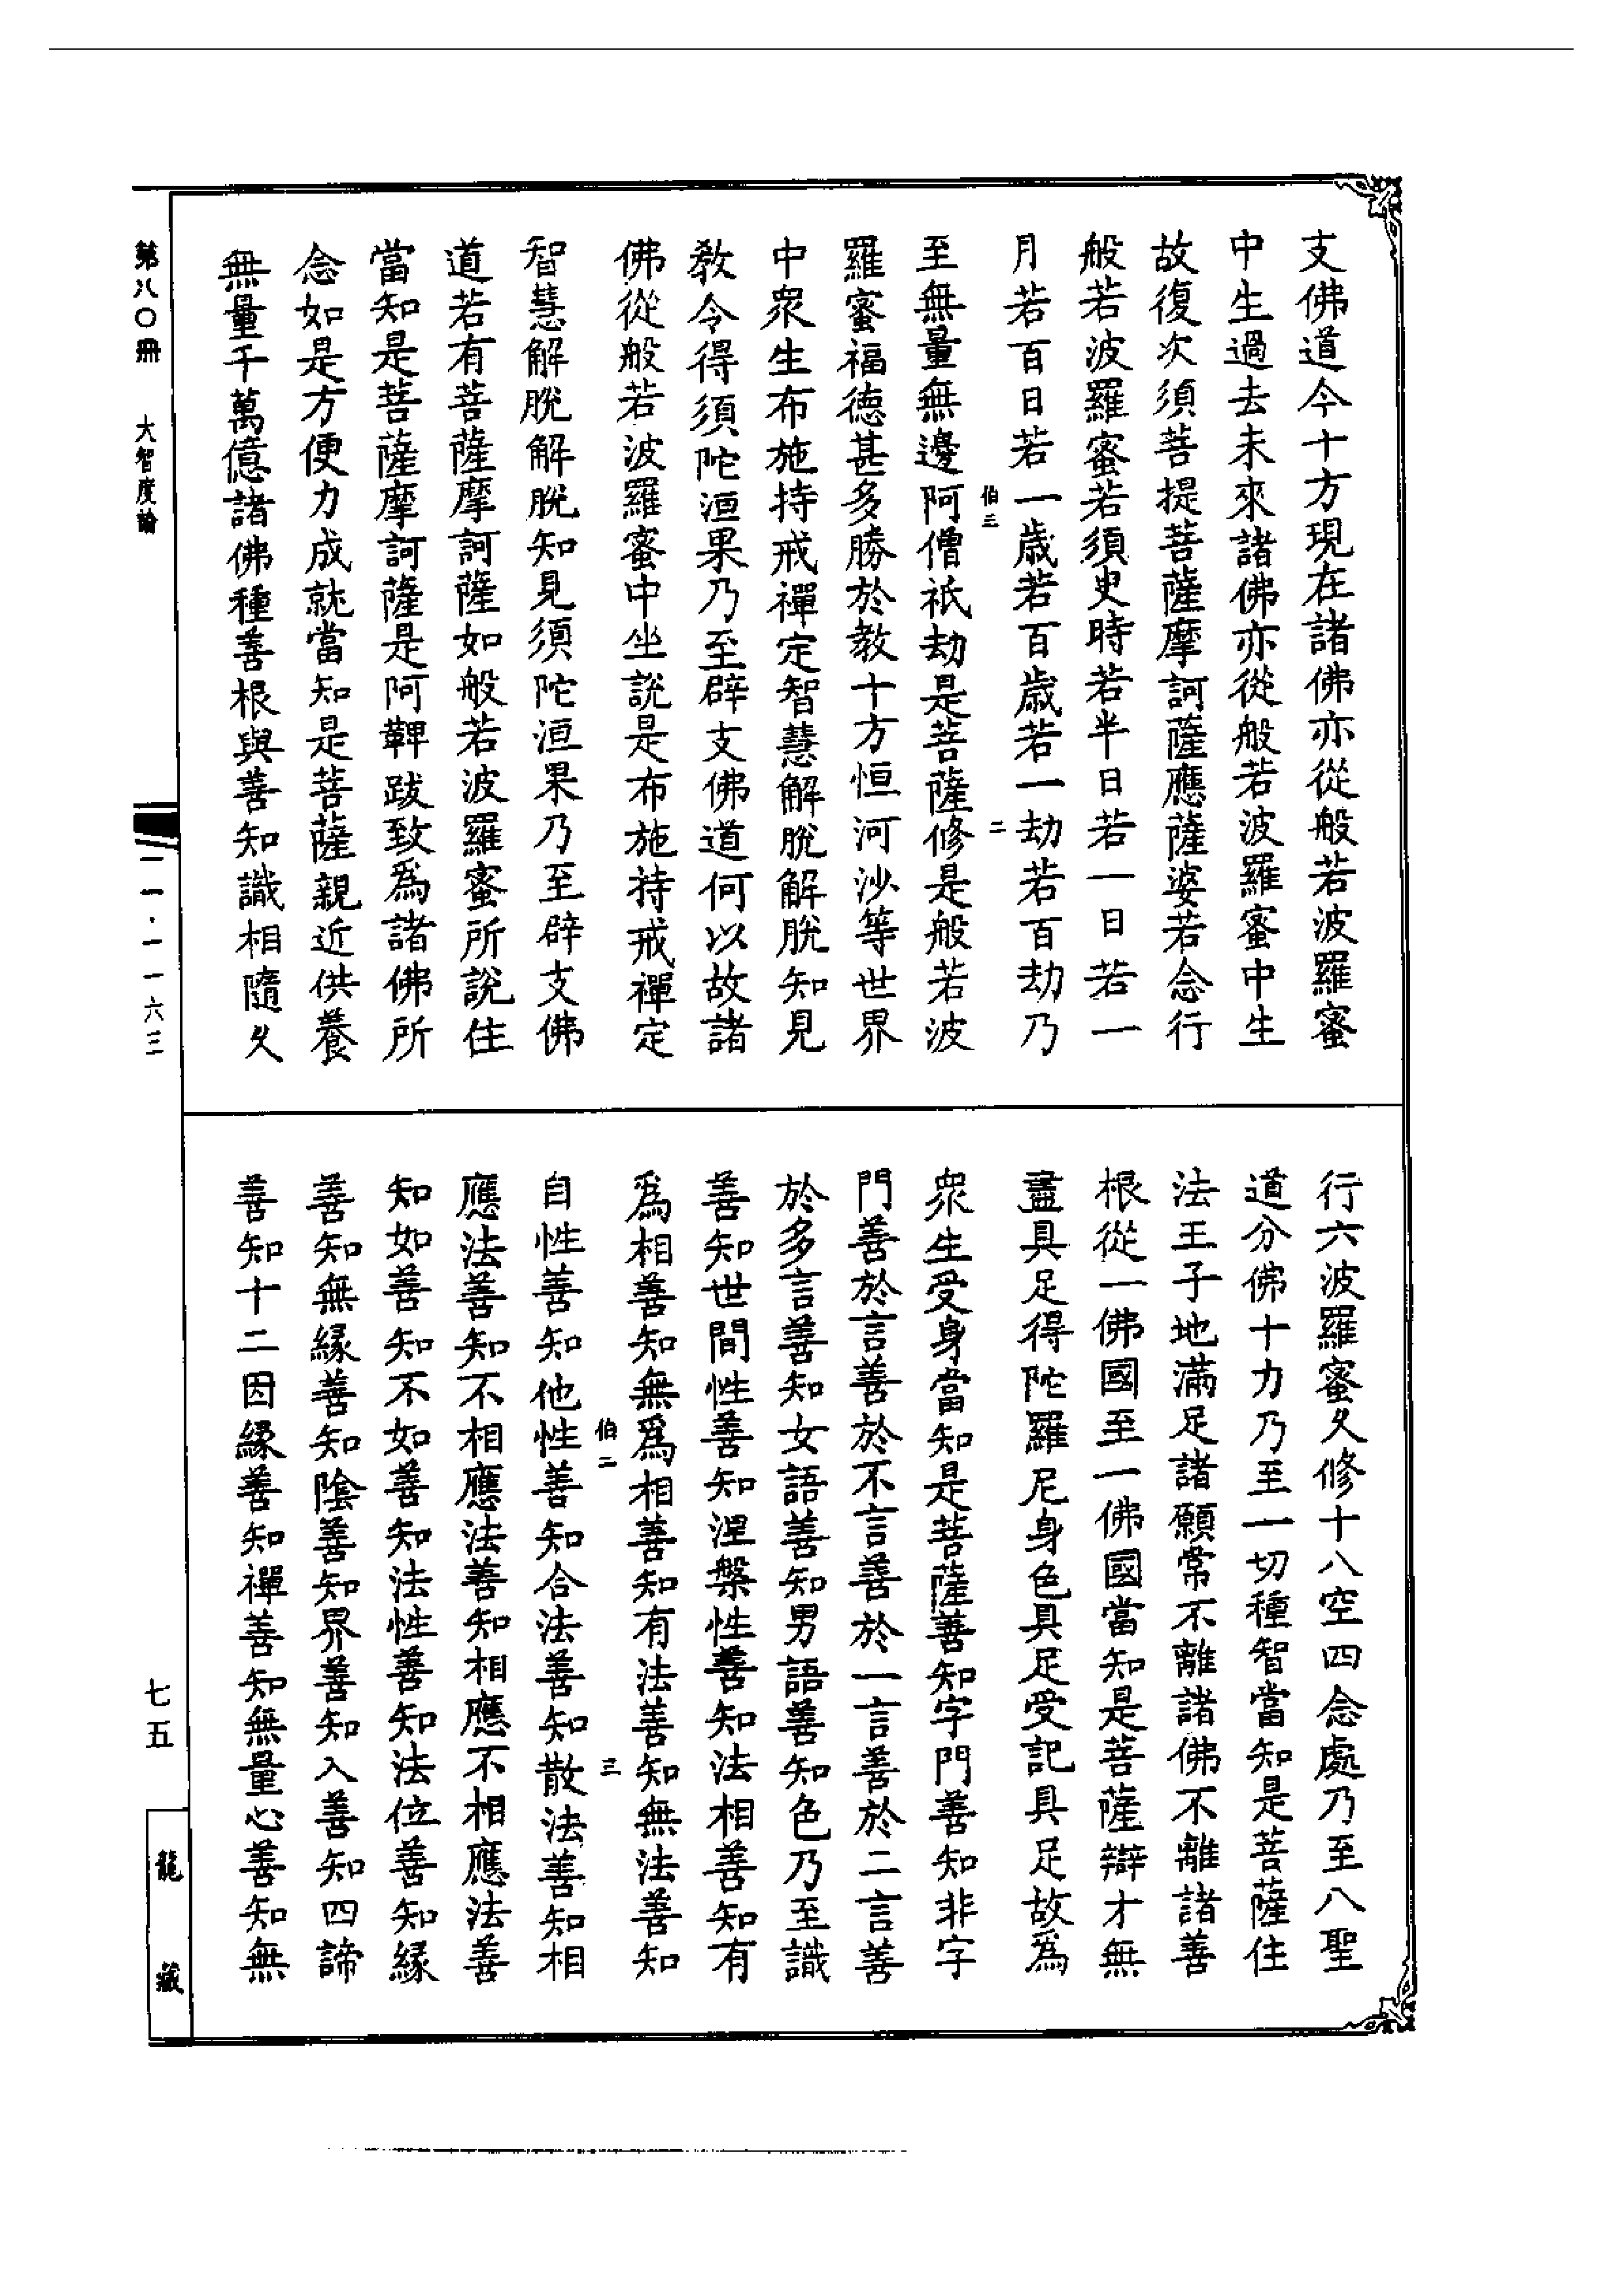 支佛道今十方現在諸佛亦從般若波羅蜜
中生過去未來諸佛亦從般若波羅蜜中生
故復次須菩提菩薩摩訶薩應薩婆若念行
般若波羅蜜若須臾時若半日若一日若一
月若百日若一歲若百歲若一劫若百劫乃
伯三
二
至無量無邊阿僧祇劫是菩薩修是般若波
羅蜜福德甚多勝於教十方恒河沙等世界
中衆生布施持戒禪定智慧解脫解脫知見
教令得須陀洹果乃至辟支佛道何以故諸
佛從般若波羅蜜中坐說是布施持戒禪定
智慧解脫解脫知見須陀洹果乃至辟支佛
道若有菩薩摩訶薩如般若波羅蜜所說住
當知是菩薩摩訶薩是阿鞞跋致爲諸佛所
念如是方便力成就當知是菩薩親近供養
無量千萬億諸佛種善根與善知識相隨久
行六波羅蜜久修十八空四念處乃至八聖
道分佛十力乃至一切種智當知是菩薩住
法王子地滿足諸願常不離諸佛不離諸善
根從一佛國至一佛國當知是菩薩辯才無
盡具足得陀羅尼身色具足受記具足故爲
衆生受身當知是菩薩善知字門善知非字
門善於言善於不言善於一言善於二言善
於多言善知女語善知男語善知色乃至識
善知世間性善知涅槃性善知法相善知有
爲相善知無爲相善知有法善知無法善知
伯二
三
自性善知他性善知合法善知散法善知相
應法善知不相應法善知相應不相應法善
知如善知不如善知法性善知法位善知緣
善知無緣善知陰善知界善知入善知四諦
善知十二因緣善知禪善知無量心善知無
第八〇冊
大智度論
二一·一一六三
七五
龍藏